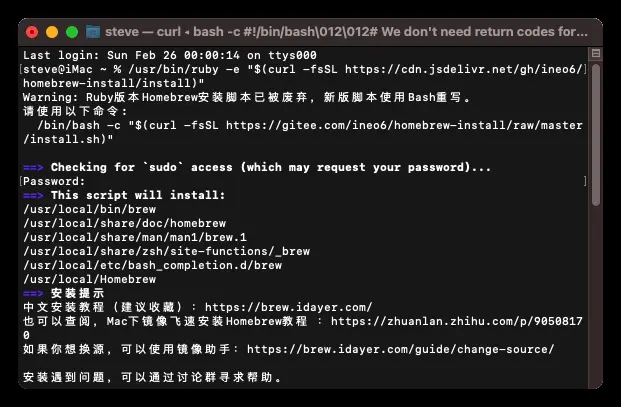 steve — curl ◂ bash -c #!/bin/bash\012\012# We don't need return codes for...
Last login: Sun Feb 26 00:00:14 on ttys000
[steve@iMac ~ % /usr/bin/ruby -e "$(curl -fsSL https://cdn.jsdelivr.net/gh/ineo6/]
homebrew-install/install)"
Warning: Ruby版本Homebrew安装脚本已被废弃，新版脚本使用Bash重写。
请使用以下命令：
/bin/bash -c "$(curl -fsSL https://gitee.com/ineo6/homebrew-install/raw/master
/install.sh)"
==> Checking for `sudo` access (which may request your password)...
[Password: ]
==> This script will install:
/usr/local/bin/brew
/usr/local/share/doc/homebrew
/usr/local/share/man/man1/brew.1
/usr/local/share/zsh/site-functions/_brew
/usr/local/etc/bash_completion.d/brew
/usr/local/Homebrew
==> 安装提示
中文安装教程（建议收藏）：https://brew.idayer.com/
也可以查阅，Mac下镜像飞速安装Homebrew教程 ：https://zhuanlan.zhihu.com/p/9050817
0
如果你想换源，可以使用镜像助手：https://brew.idayer.com/guide/change-source/
安装遇到问题，可以通过讨论群寻求帮助。